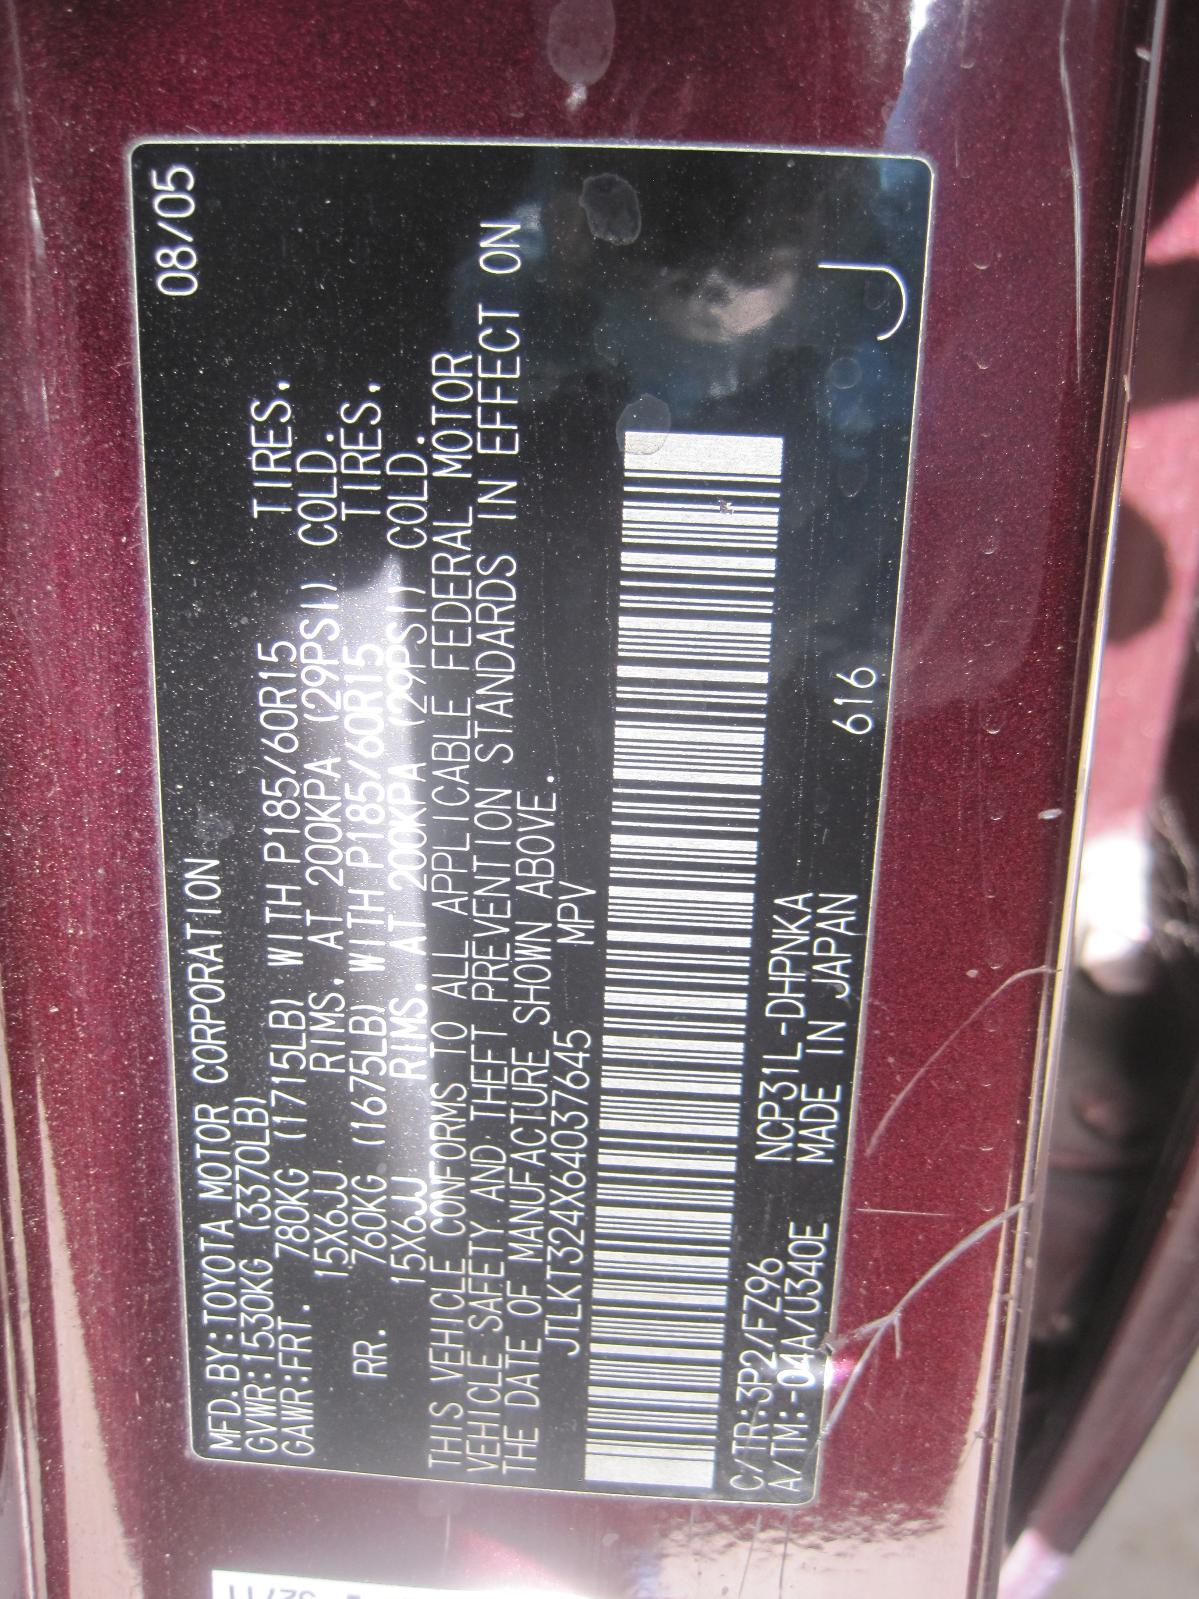 08/05
MFD.BY:TOYOTA MOTOR CORPORATION
GVWR:1530KG (3370LB)
GAWR:FRT. 780KG (1715LB) WITH P185/60R15 TIRES,
15X6JJ RIMS, AT 200KPA (29PSI) COLD.
RR. 760KG (1675LB) WITH P185/60R15 TIRES,
15X6JJ RIMS, AT 200KPA (29PSI) COLD.
THIS VEHICLE CONFORMS TO ALL APPLICABLE FEDERAL MOTOR
VEHICLE SAFETY AND THEFT PREVENTION STANDARDS IN EFFECT ON
THE DATE OF MANUFACTURE SHOWN ABOVE.
JTLKT324X64037645 MPV
C/TR:3P2/FZ96 NCP31L-DHPNKA
A/TM:-04A/U340E MADE IN JAPAN 616 J